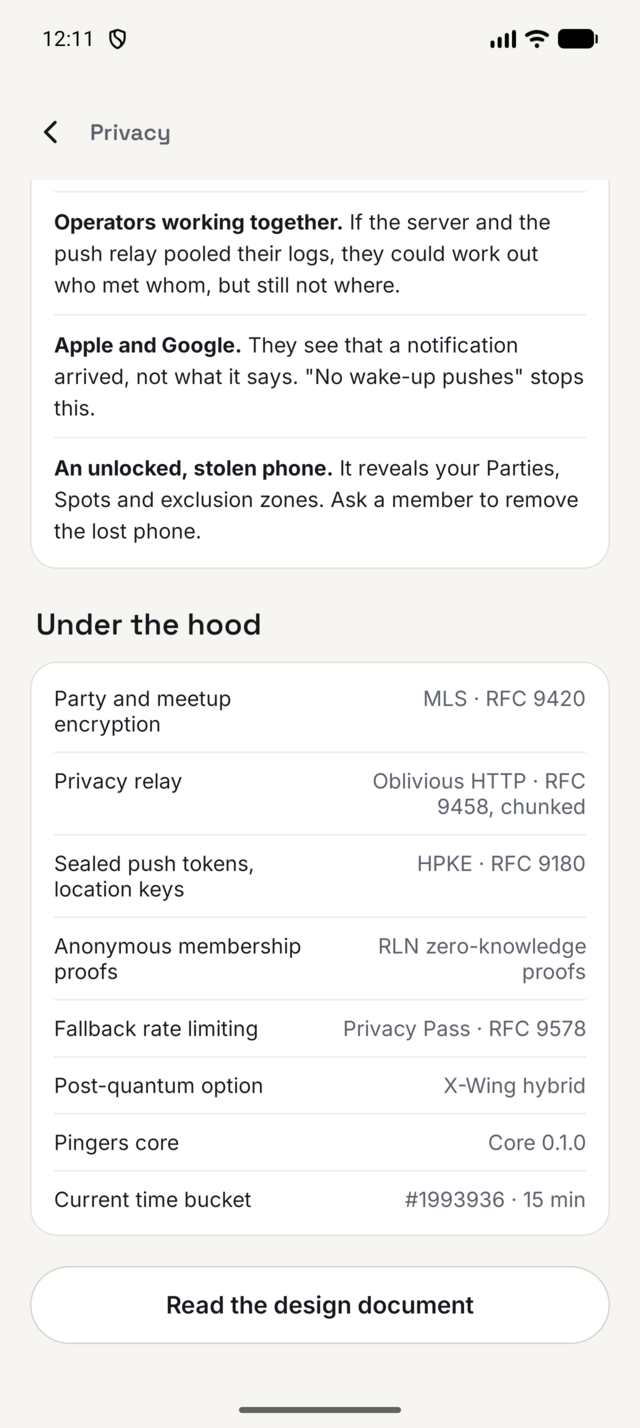 12:11
Privacy
Operators working together. If the server and the
push relay pooled their logs, they could work out
who met whom, but still not where.
Apple and Google. They see that a notification
arrived, not what it says. "No wake-up pushes" stops
this.
An unlocked, stolen phone. It reveals your Parties,
Spots and exclusion zones. Ask a member to remove
the lost phone.
Under the hood
Party and meetup
encryption
MLS · RFC 9420
Privacy relay
Oblivious HTTP · RFC
9458, chunked
Sealed push tokens,
location keys
HPKE · RFC 9180
Anonymous membership
proofs
RLN zero-knowledge
proofs
Fallback rate limiting
Privacy Pass · RFC 9578
Post-quantum option
X-Wing hybrid
Pingers core
Core 0.1.0
Current time bucket
#1993936 · 15 min
Read the design document